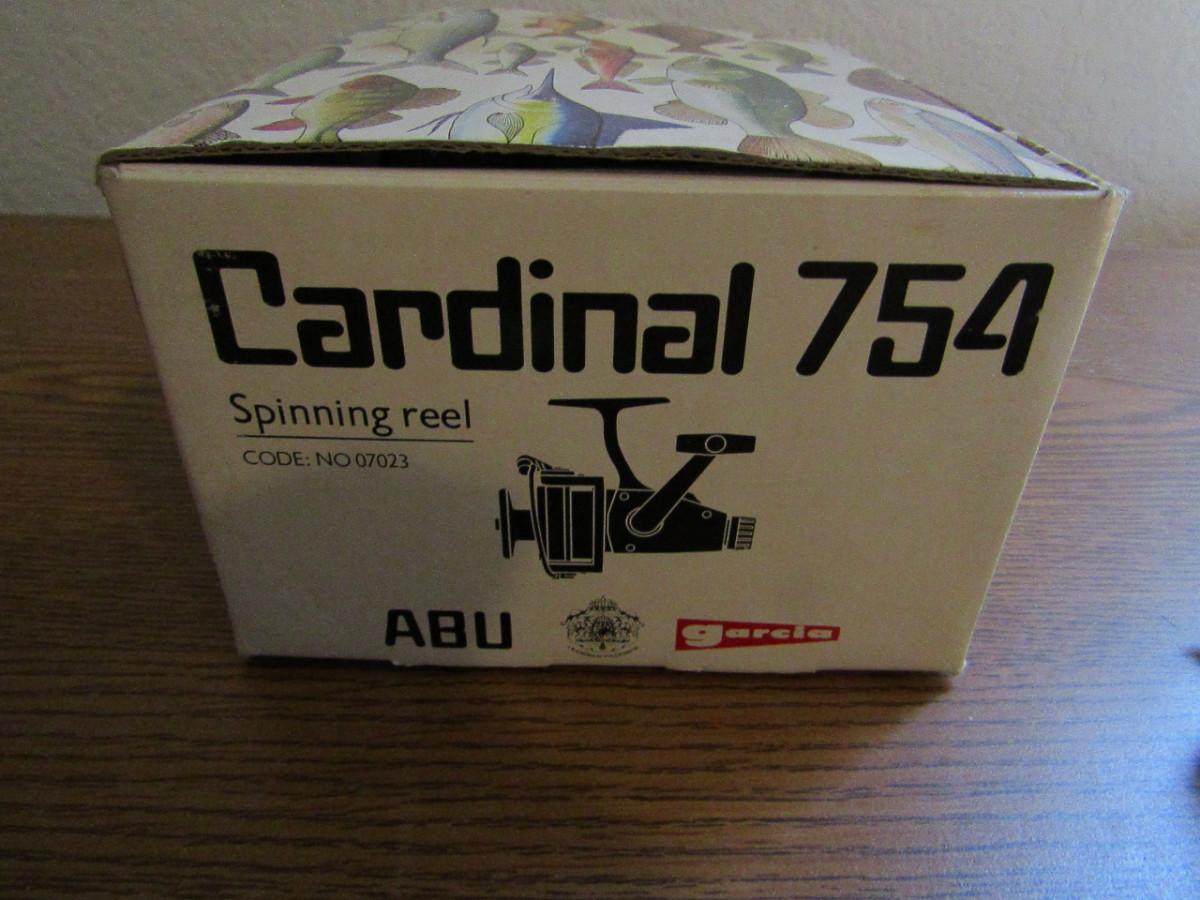 Cardinal 754
Spinning reel
CODE: NO 07023
ABU garcia